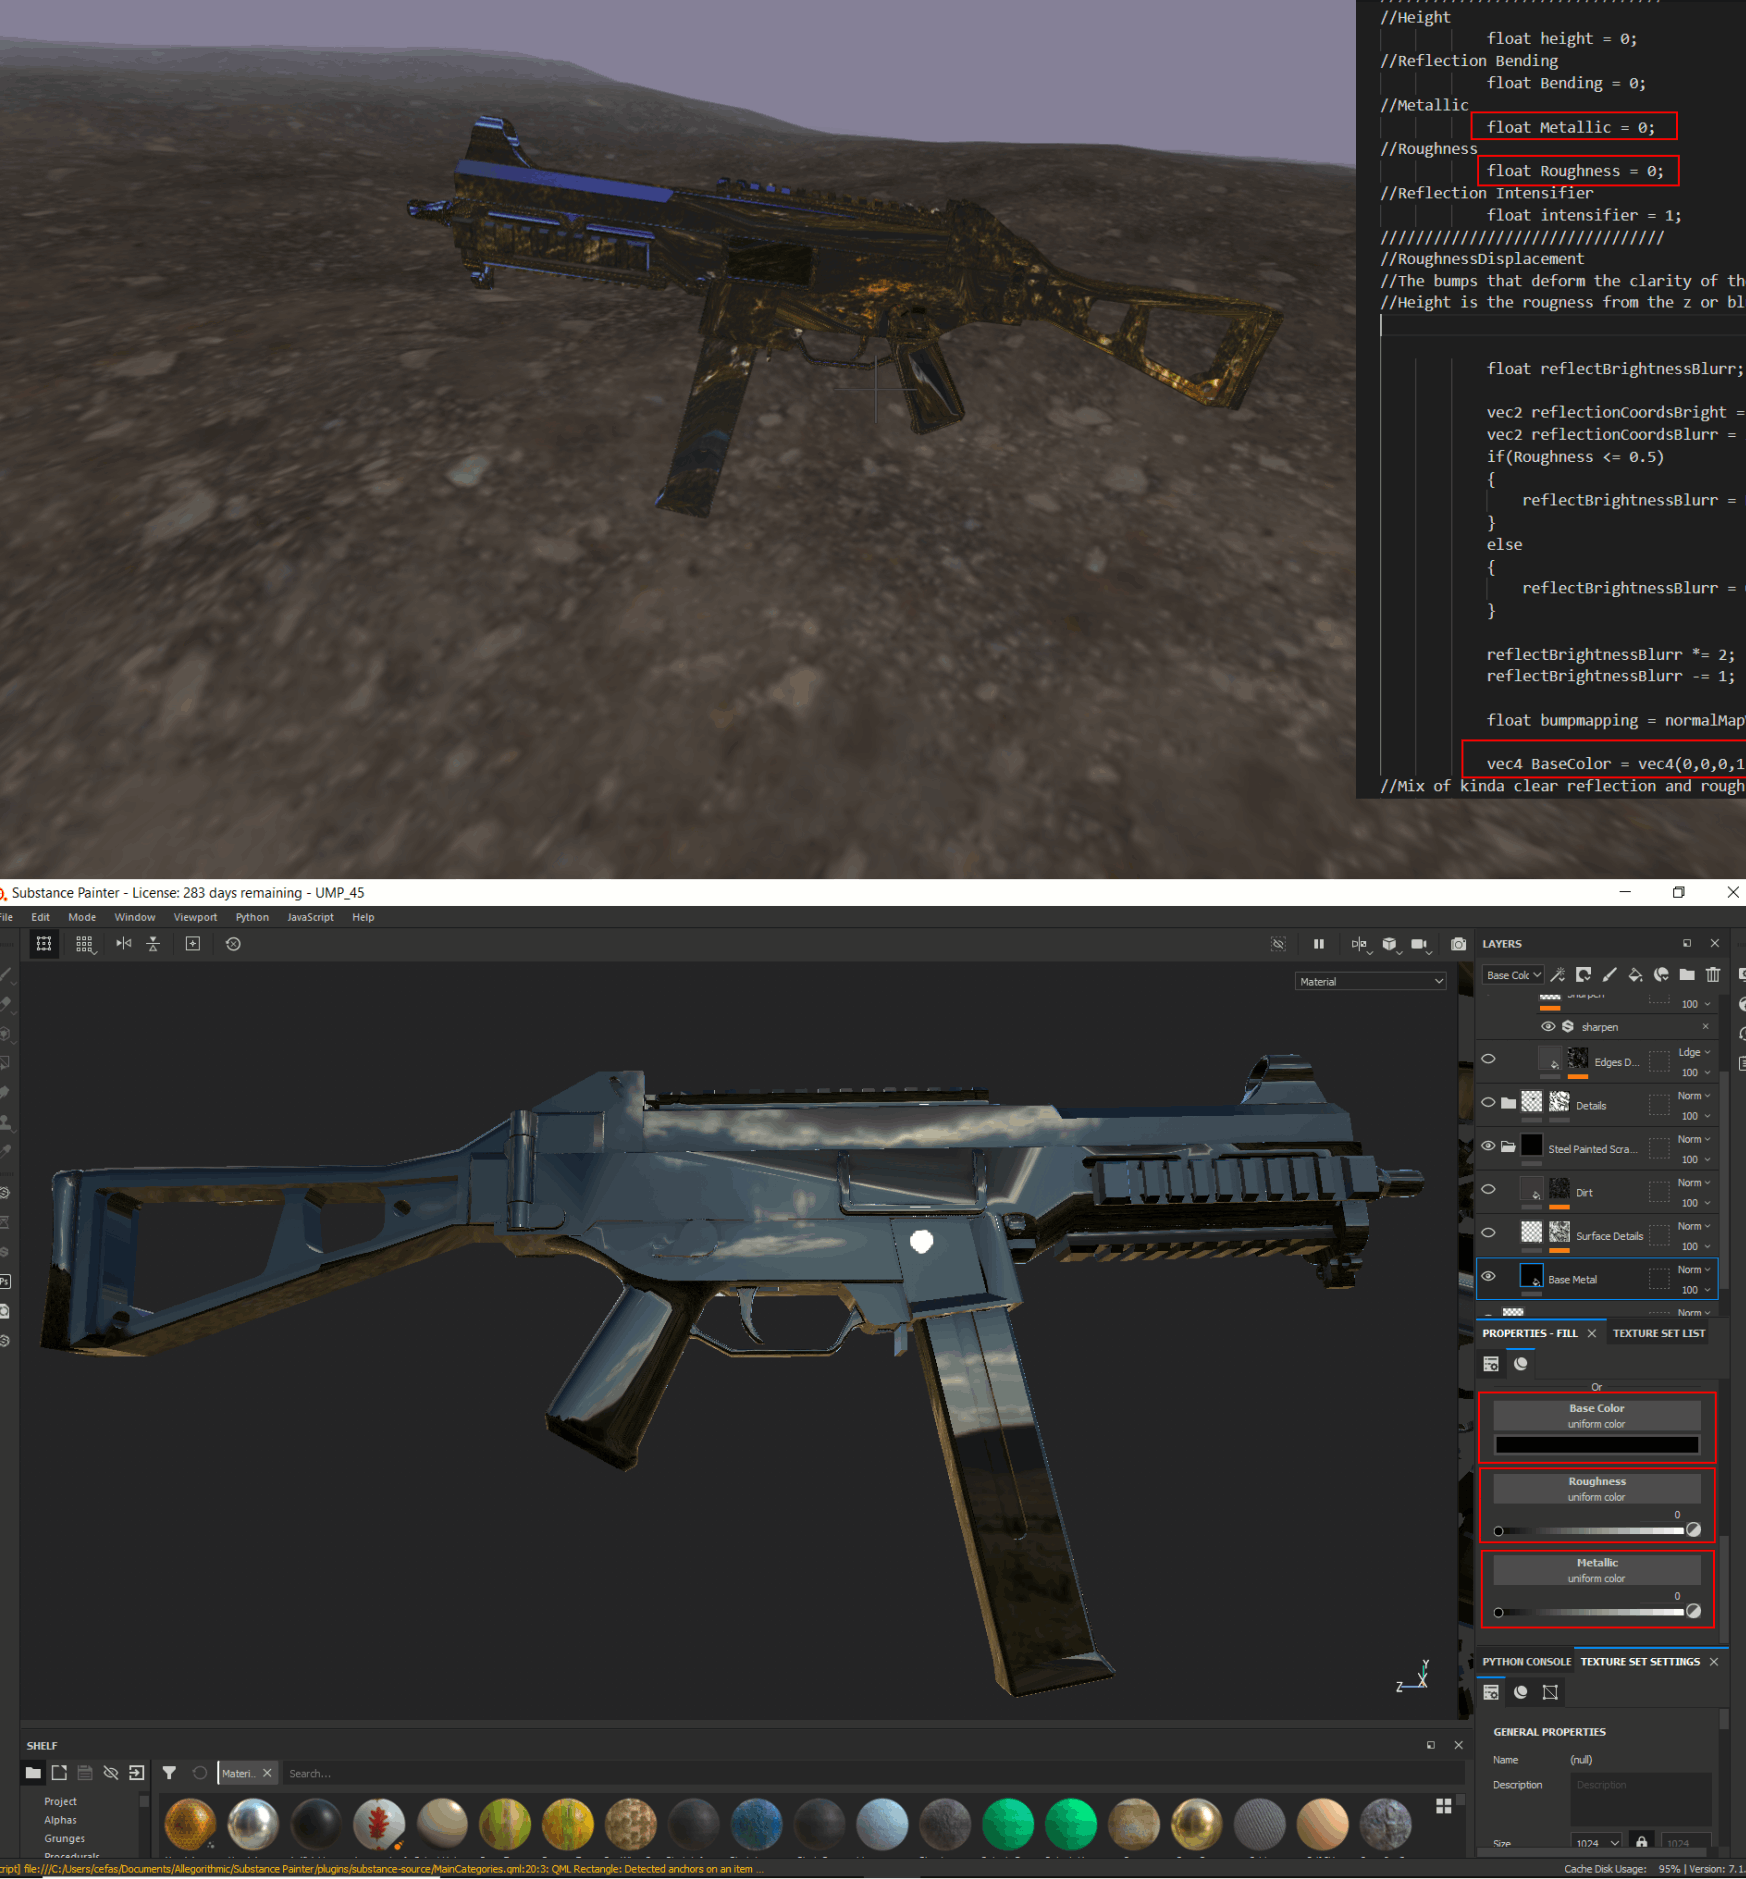 //Height
float height = 0;
//Reflection Bending
float Bending = 0;
//Metallic
float Metallic = 0;
//Roughness
float Roughness = 0;
//Reflection Intensifier
float intensifier = 1;
////////////////////////////////
//RoughnessDisplacement
//The bumps that deform the clarity of th
//Height is the rougness from the z or bl
float reflectBrightnessBlurr;
vec2 reflectionCoordsBright =
vec2 reflectionCoordsBlurr =
if(Roughness <= 0.5)
{
reflectBrightnessBlurr =
}
else
{
reflectBrightnessBlurr =
}
reflectBrightnessBlurr *= 2;
reflectBrightnessBlurr -= 1;
float bumpmapping = normalMap
vec4 BaseColor = vec4(0,0,0,1
//Mix of kinda clear reflection and rough
Substance Painter - License: 283 days remaining - UMP_45
File Edit Mode Window Viewport Python JavaScript Help
LAYERS
Material
Base Colc
100
sharpen
Edges D... Ldge
100
Details Norm
100
Steel Painted Scra... Norm
100
Dirt Norm
100
Surface Details Norm
100
Base Metal Norm
100
Norm
PROPERTIES - FILL TEXTURE SET LIST
Or
Base Color
uniform color
Roughness
uniform color
0
Metallic
uniform color
0
PYTHON CONSOLE TEXTURE SET SETTINGS
GENERAL PROPERTIES
Name (null)
Description Description
Size 1024 1024
Z Y X
SHELF
Materi.. Search...
Project
Alphas
Grunges
Procedurals
cript] file:///C:/Users/cefas/Documents/Allegorithmic/Substance Painter/plugins/substance-source/MainCategories.qml:20:3: QML Rectangle: Detected anchors on an item ...
Cache Disk Usage: 95% | Version: 7.1.